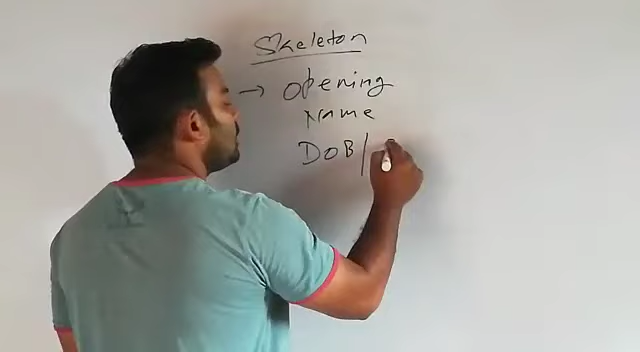 Skeleton
→ opening
Name
DOB/